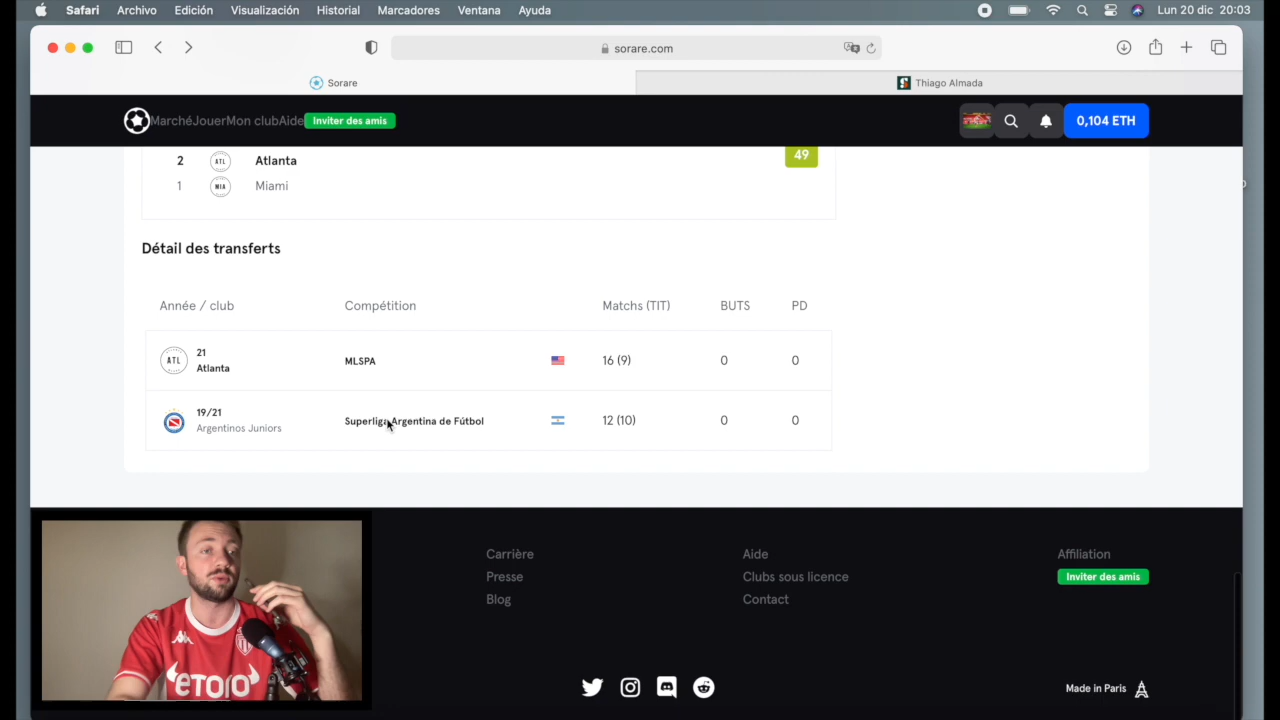 Safari Archivo Edición Visualización Historial Marcadores Ventana Ayuda Lun 20 dic 20:03
sorare.com
Sorare Thiago Almada
MarchéJouerMon clubAide Inviter des amis 0,104 ETH
2 ATL Atlanta 49
1 MIA Miami
Détail des transferts
Année / club Compétition Matchs (TIT) BUTS PD
ATL 21 Atlanta MLSPA 16 (9) 0 0
19/21 Argentinos Juniors Superliga Argentina de Fútbol 12 (10) 0 0
Carrière Aide Affiliation
Presse Clubs sous licence Inviter des amis
Blog Contact
etoro
Made in Paris